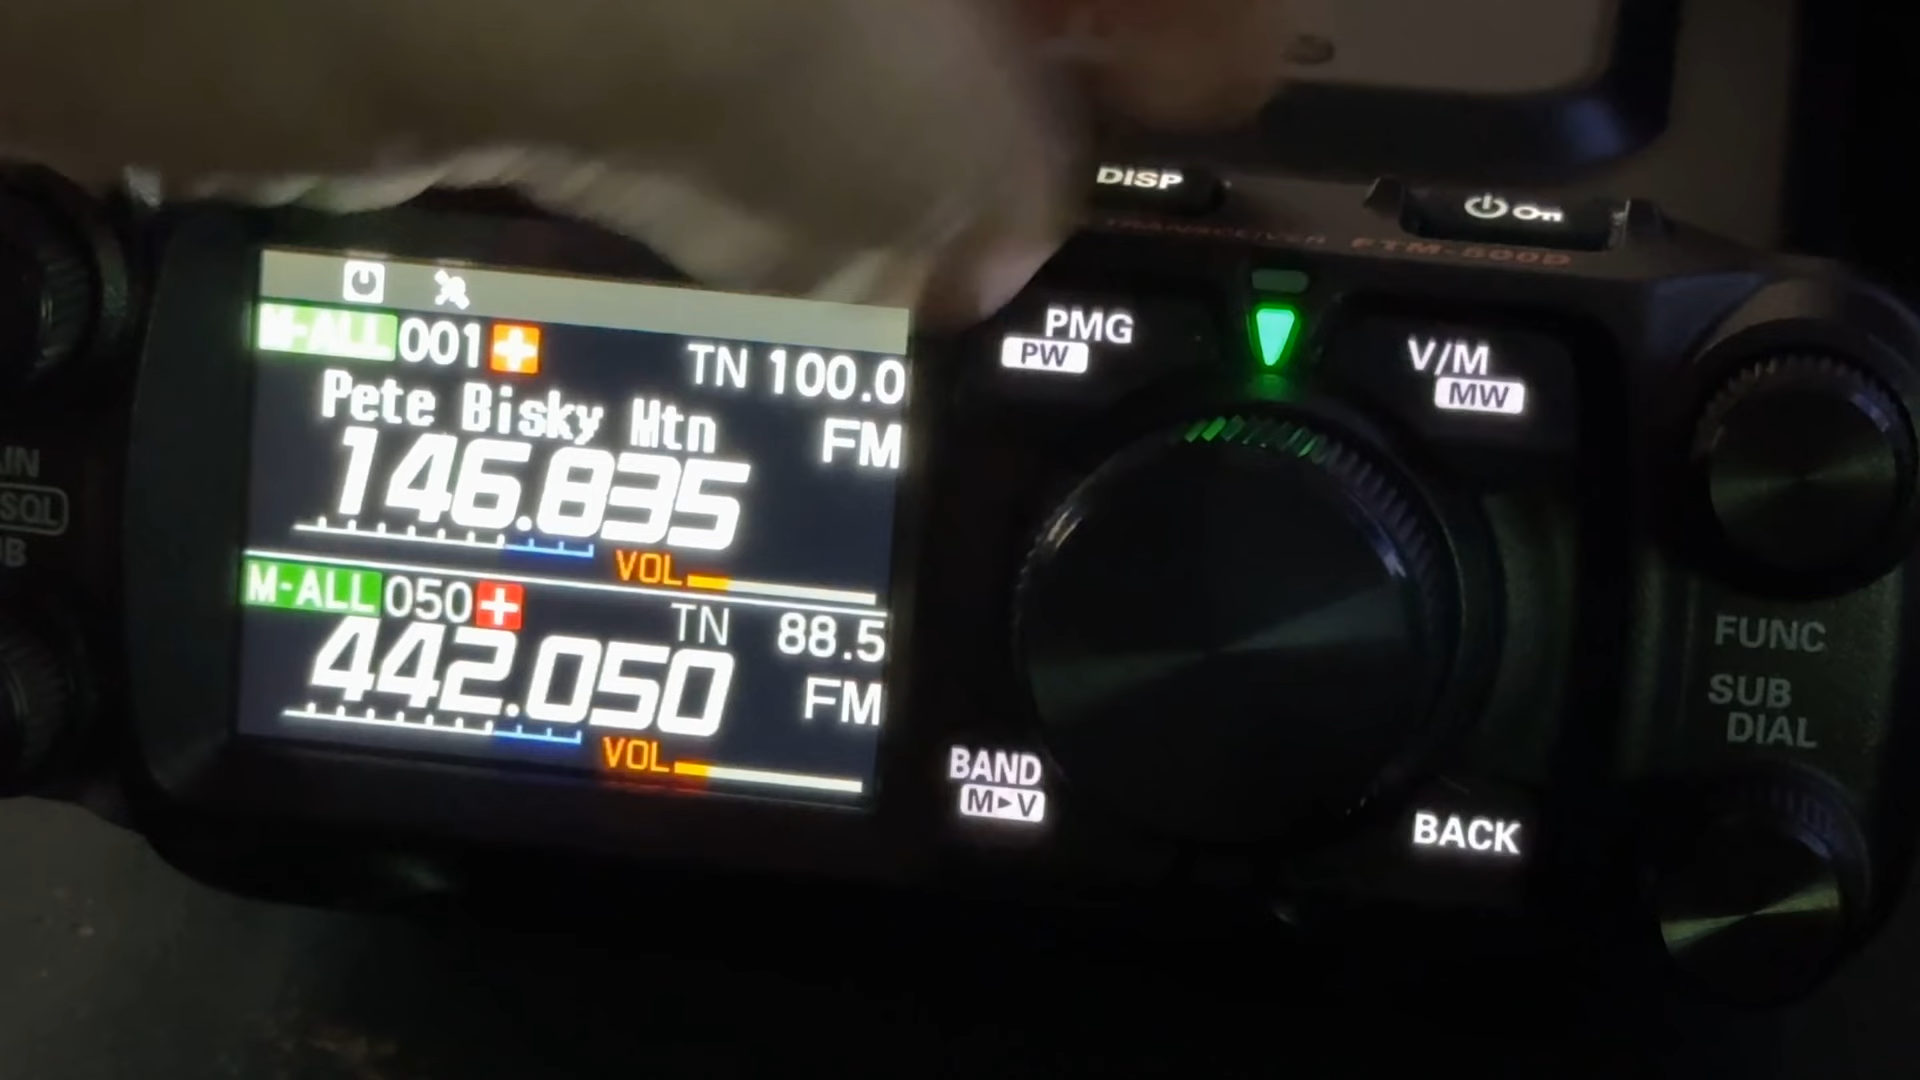 DISP
On
TRANSCEIVER FTM-500D
M-ALL 001 + TN 100.0
Pete Bisky Mtn FM
146.835
VOL
M-ALL 050 + TN 88.5
442.050 FM
VOL
PMG
PW
V/M
MW
BAND
M►V
BACK
SQL
FUNC
SUB
DIAL